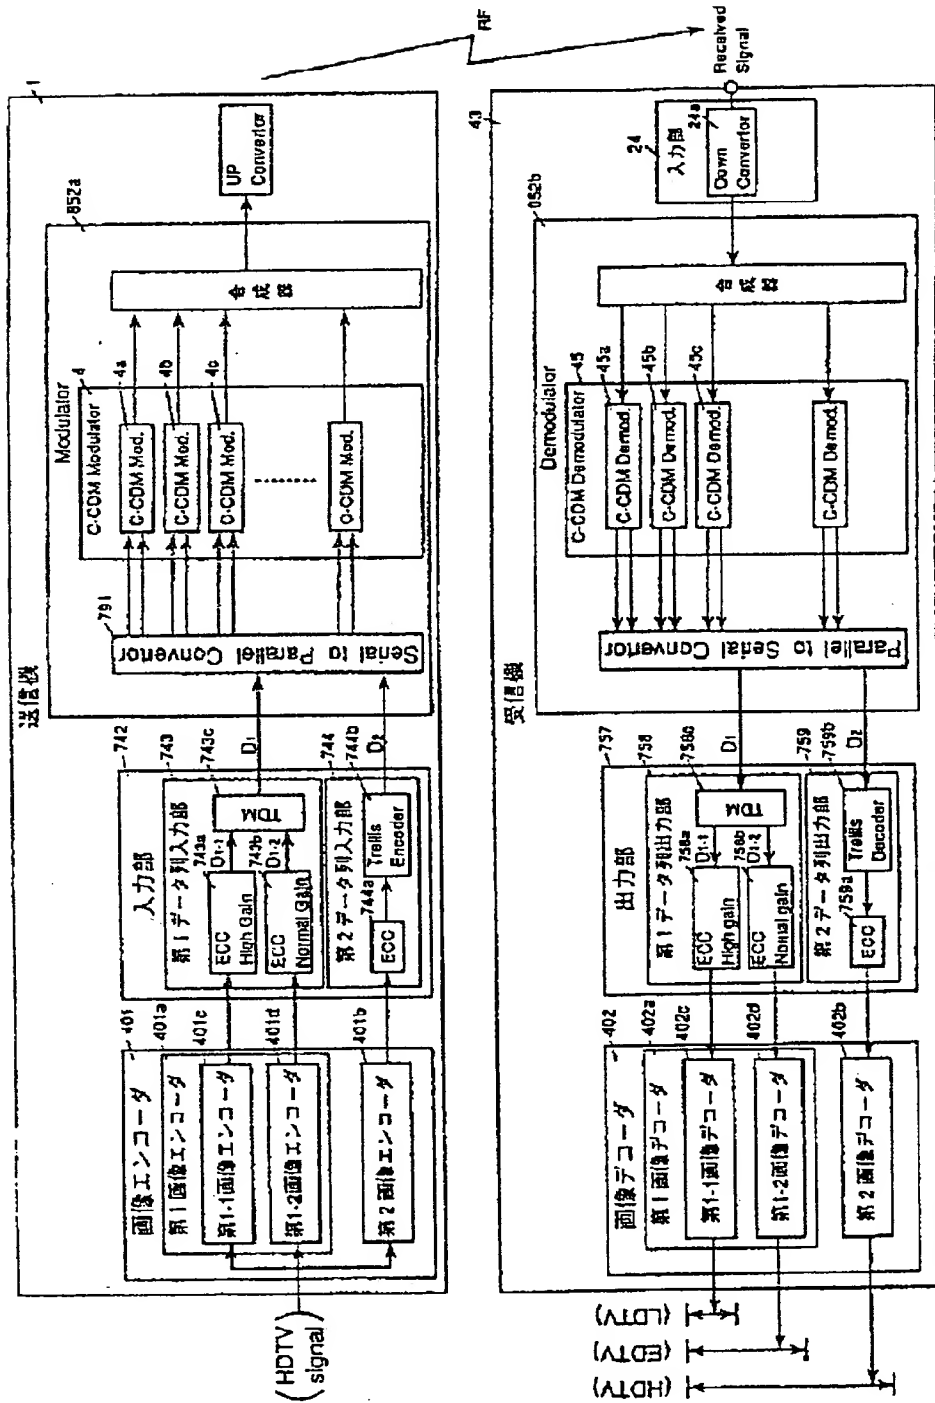 送信機
1
(HDTV
signal)
401
画像エンコーダ
401a
第1画像エンコーダ
401c
第1-1画像エンコーダ
401d
第1-2画像エンコーダ
401b
第2画像エンコーダ
742
入力部
743
第1データ列入力部
743a
ECC
High Gain
D1-1
743b
ECC
Normal Gain
D1-2
743c
TDM
744
第2データ列入力部
744a
ECC
744b
Trellis
Encoder
D1
D2
852a
Modulator
791
Serial to Parallel Convertor
4
C-CDM Modulator
4a
C-CDM Mod.
4b
C-CDM Mod.
4c
C-CDM Mod.
C-CDM Mod.
合成器
UP
Convertor
RF
受信機
43
Received
Signal
24
入力部
24a
Down
Convertor
852b
Demodulator
合成器
45
C-CDM Demodulator
45a
C-CDM Demod.
45b
C-CDM Demod.
45c
C-CDM Demod.
C-CDM Demod.
Parallel to Serial Convertor
D1
D2
757
出力部
758
第1データ列出力部
758c
TDM
758a
D1-1
ECC
High gain
758b
D1-2
ECC
Normal gain
759
第2データ列出力部
759b
Trellis
Decoder
759a
ECC
402
画像デコーダ
402a
第1画像デコーダ
402c
第1-1画像デコーダ
402d
第1-2画像デコーダ
402b
第2画像デコーダ
(LDTV)
(EDTV)
(HDTV)